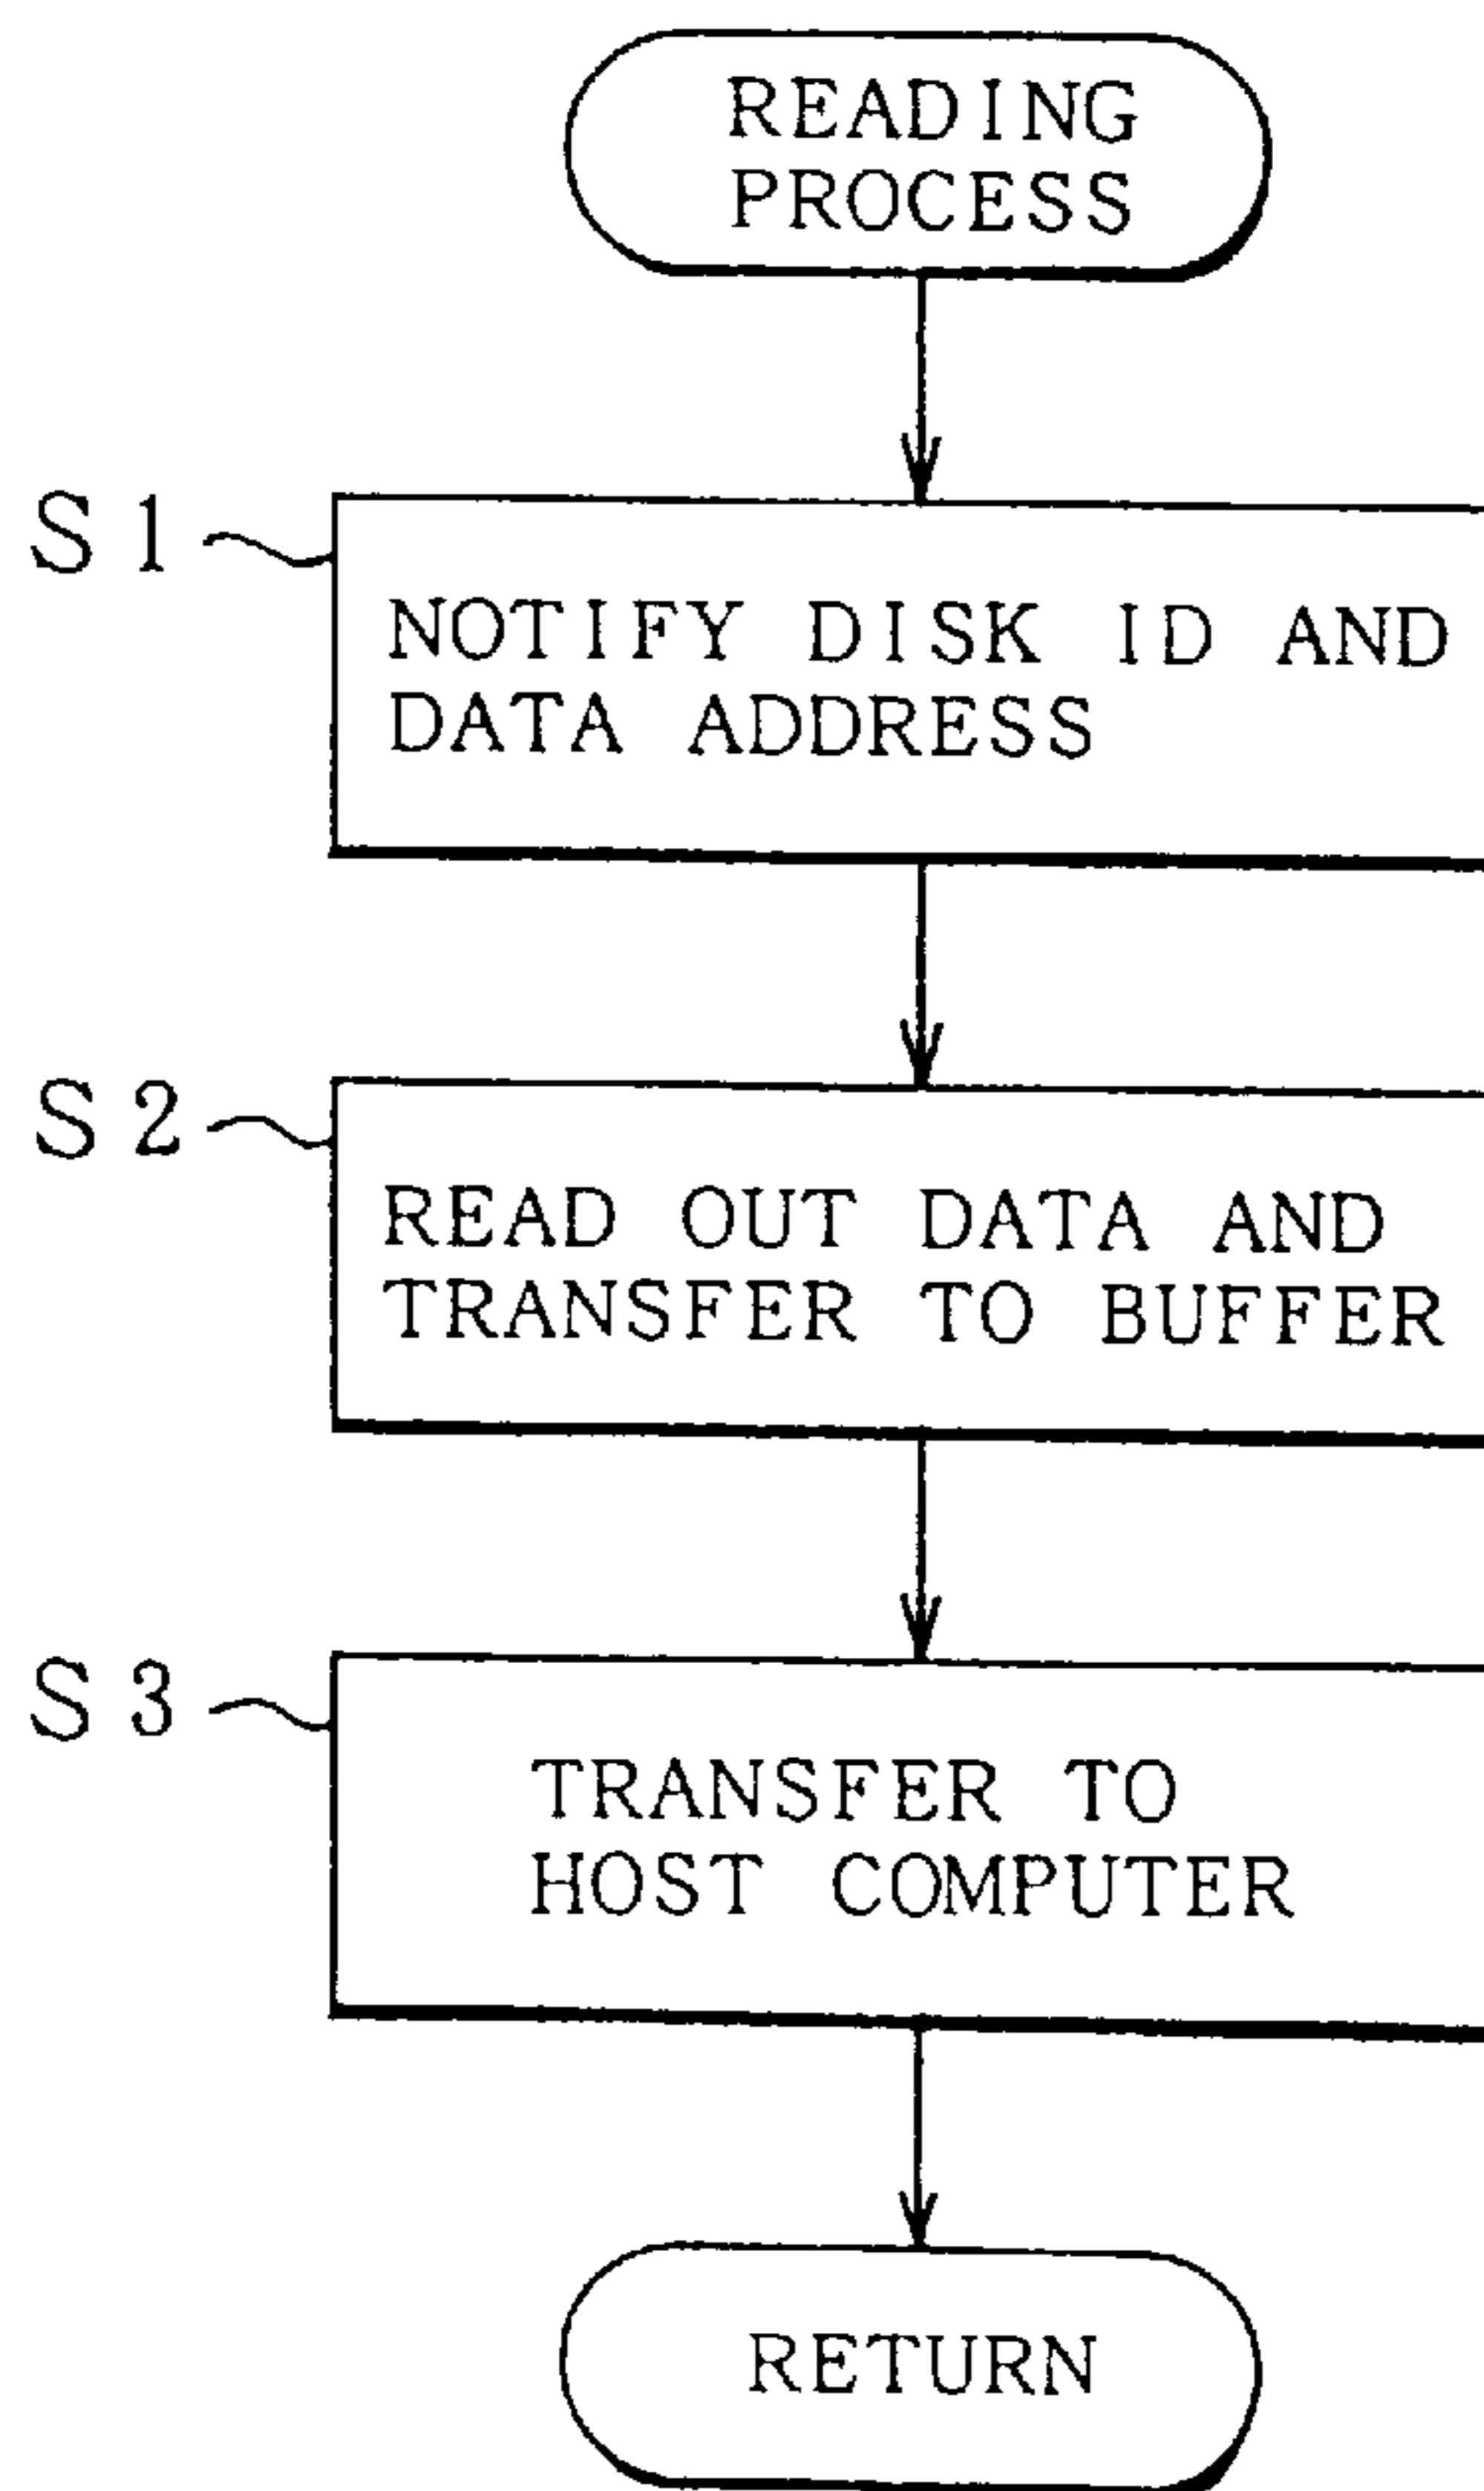 READING
PROCESS
S1
NOTIFY DISK ID AND
DATA ADDRESS
S2
READ OUT DATA AND
TRANSFER TO BUFFER
S3
TRANSFER TO
HOST COMPUTER
RETURN